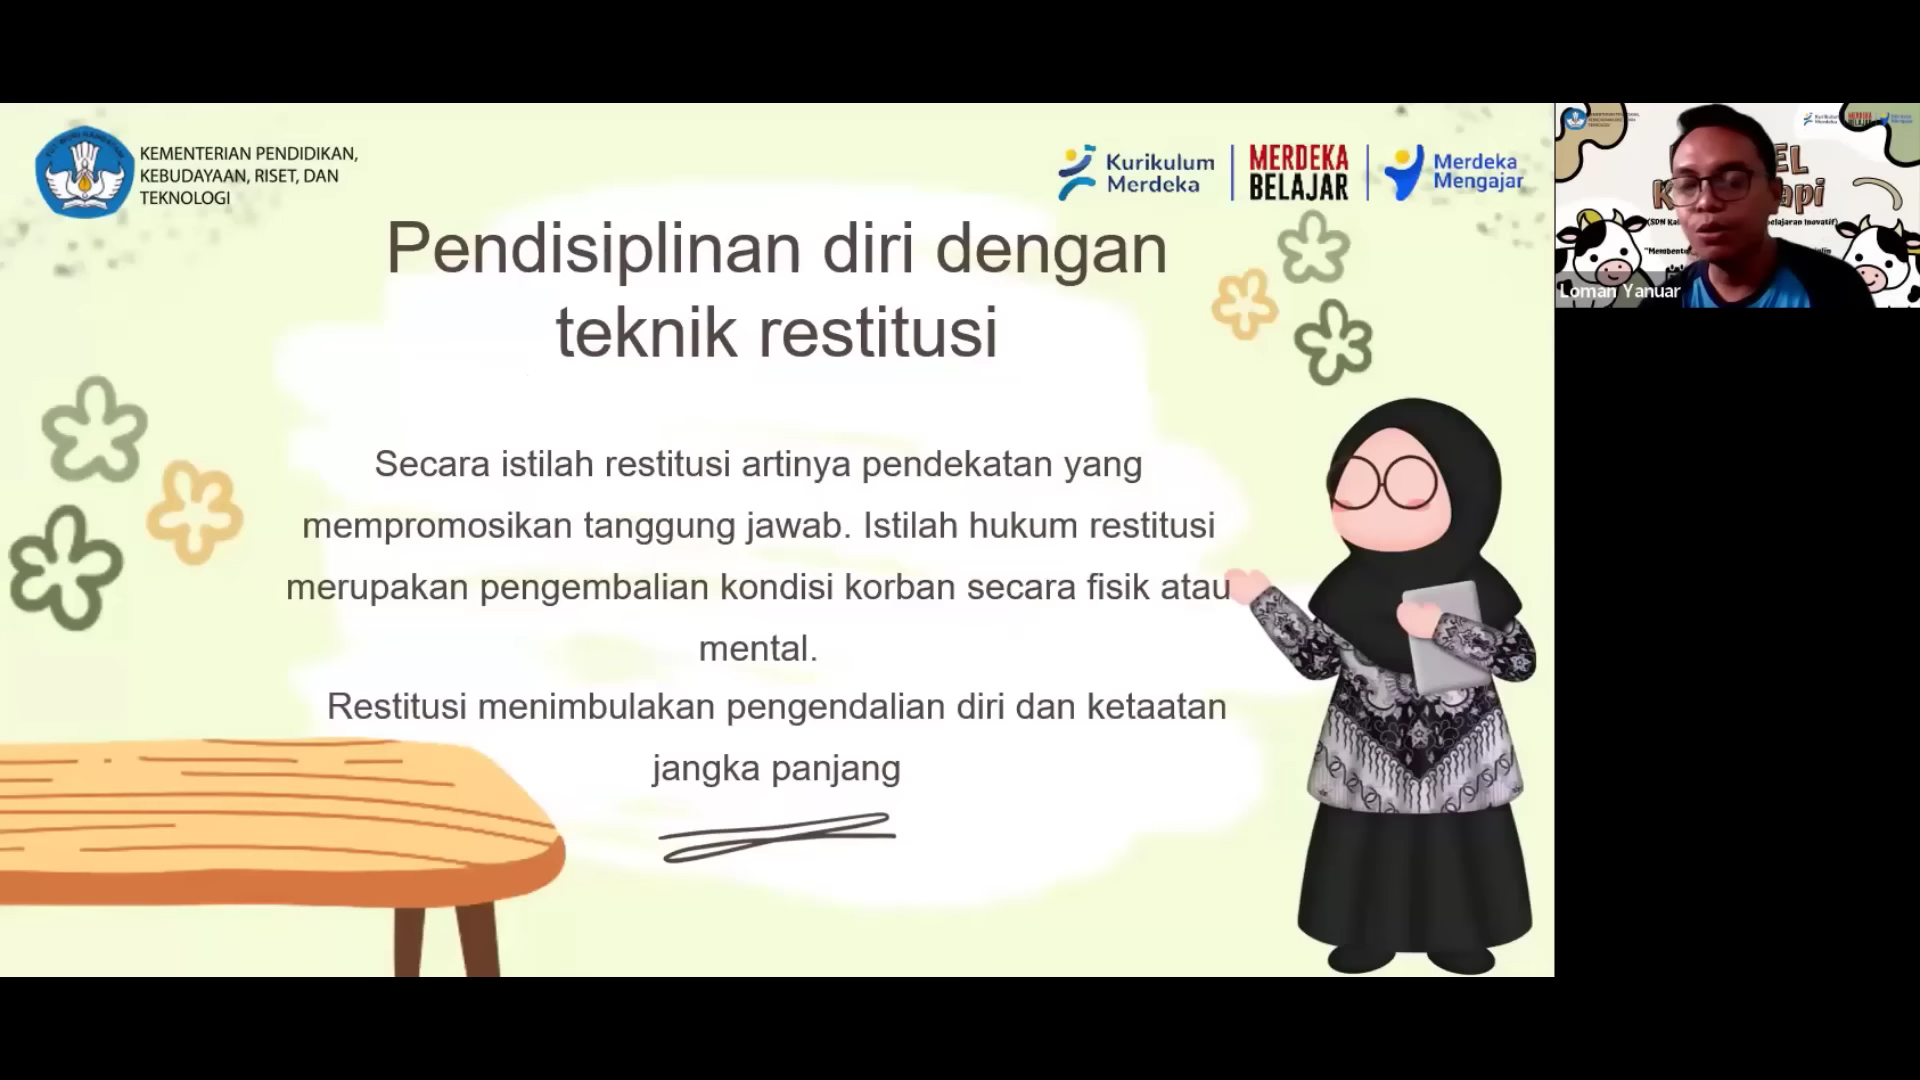 KEMENTERIAN PENDIDIKAN,
KEBUDAYAAN, RISET, DAN
TEKNOLOGI
Kurikulum
Merdeka
MERDEKA
BELAJAR
Merdeka
Mengajar
Pendisiplinan diri dengan
teknik restitusi
Secara istilah restitusi artinya pendekatan yang
mempromosikan tanggung jawab. Istilah hukum restitusi
merupakan pengembalian kondisi korban secara fisik atau
mental.
Restitusi menimbulakan pengendalian diri dan ketaatan
jangka panjang
Loman Yanuar